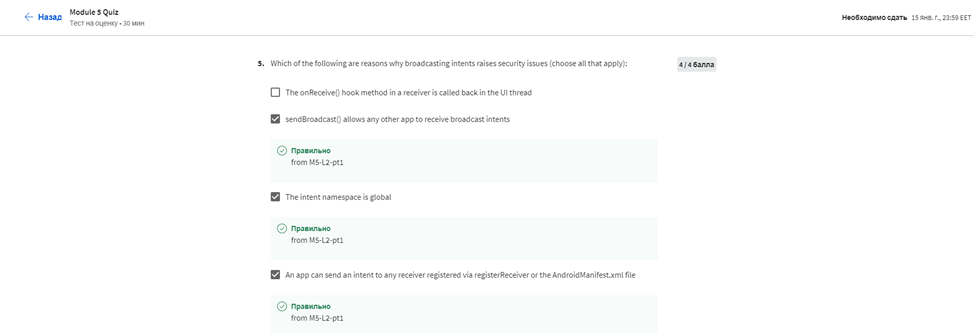 Назад
Module 5 Quiz
Тест на оценку • 30 мин
Необходимо сдать 15 янв. г., 23:59 EET
5. Which of the following are reasons why broadcasting intents raises security issues (choose all that apply):
4 / 4 балла
The onReceive() hook method in a receiver is called back in the UI thread
sendBroadcast() allows any other app to receive broadcast intents
Правильно
from M5-L2-pt1
The intent namespace is global
Правильно
from M5-L2-pt1
An app can send an intent to any receiver registered via registerReceiver or the AndroidManifest.xml file
Правильно
from M5-L2-pt1